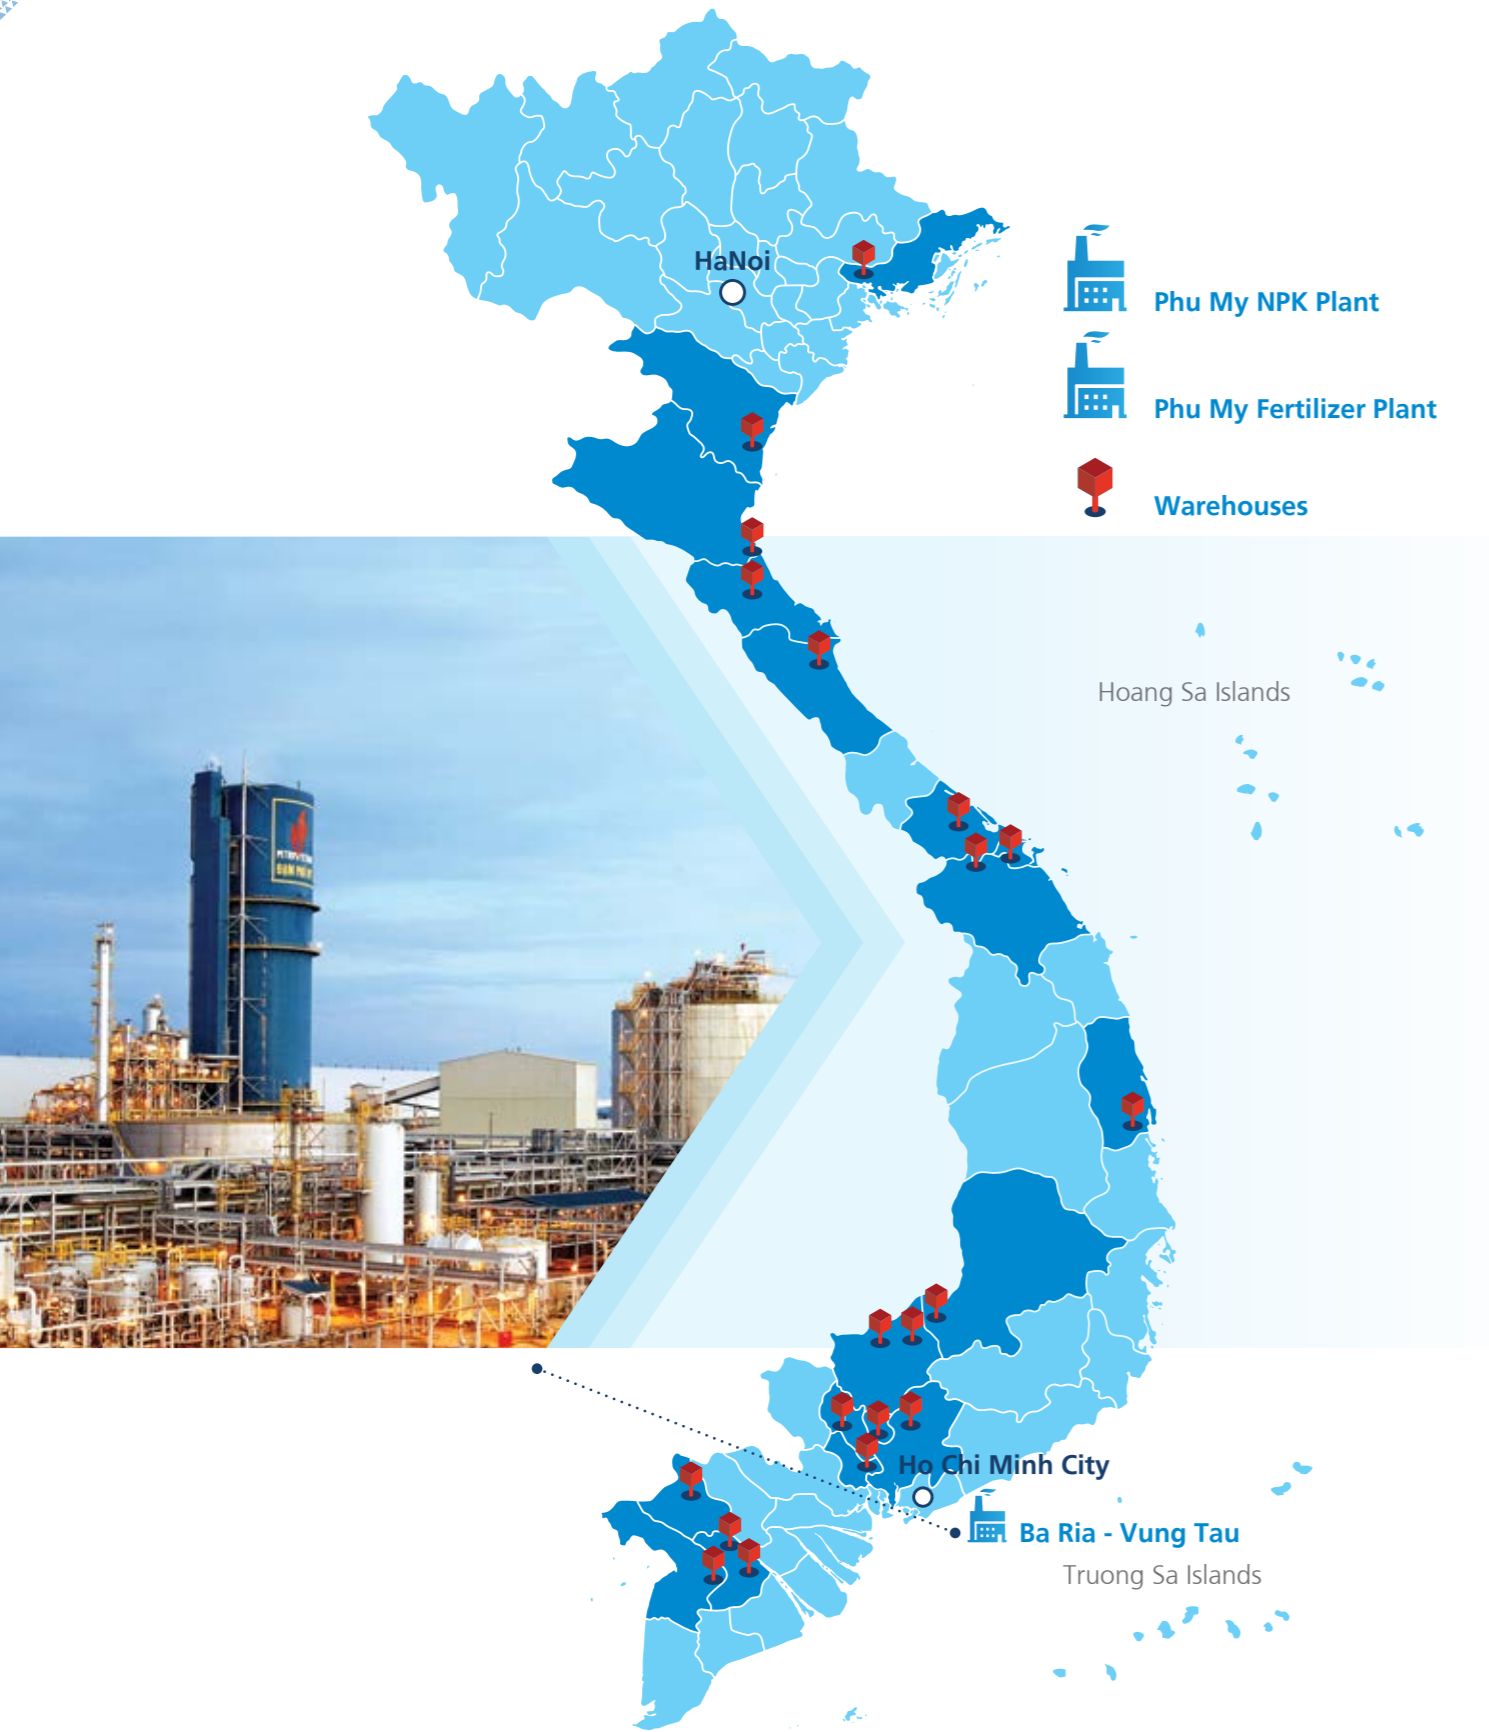 HaNoi
Phu My NPK Plant
Phu My Fertilizer Plant
Warehouses
Hoang Sa Islands
Ho Chi Minh City
Ba Ria - Vung Tau
Truong Sa Islands